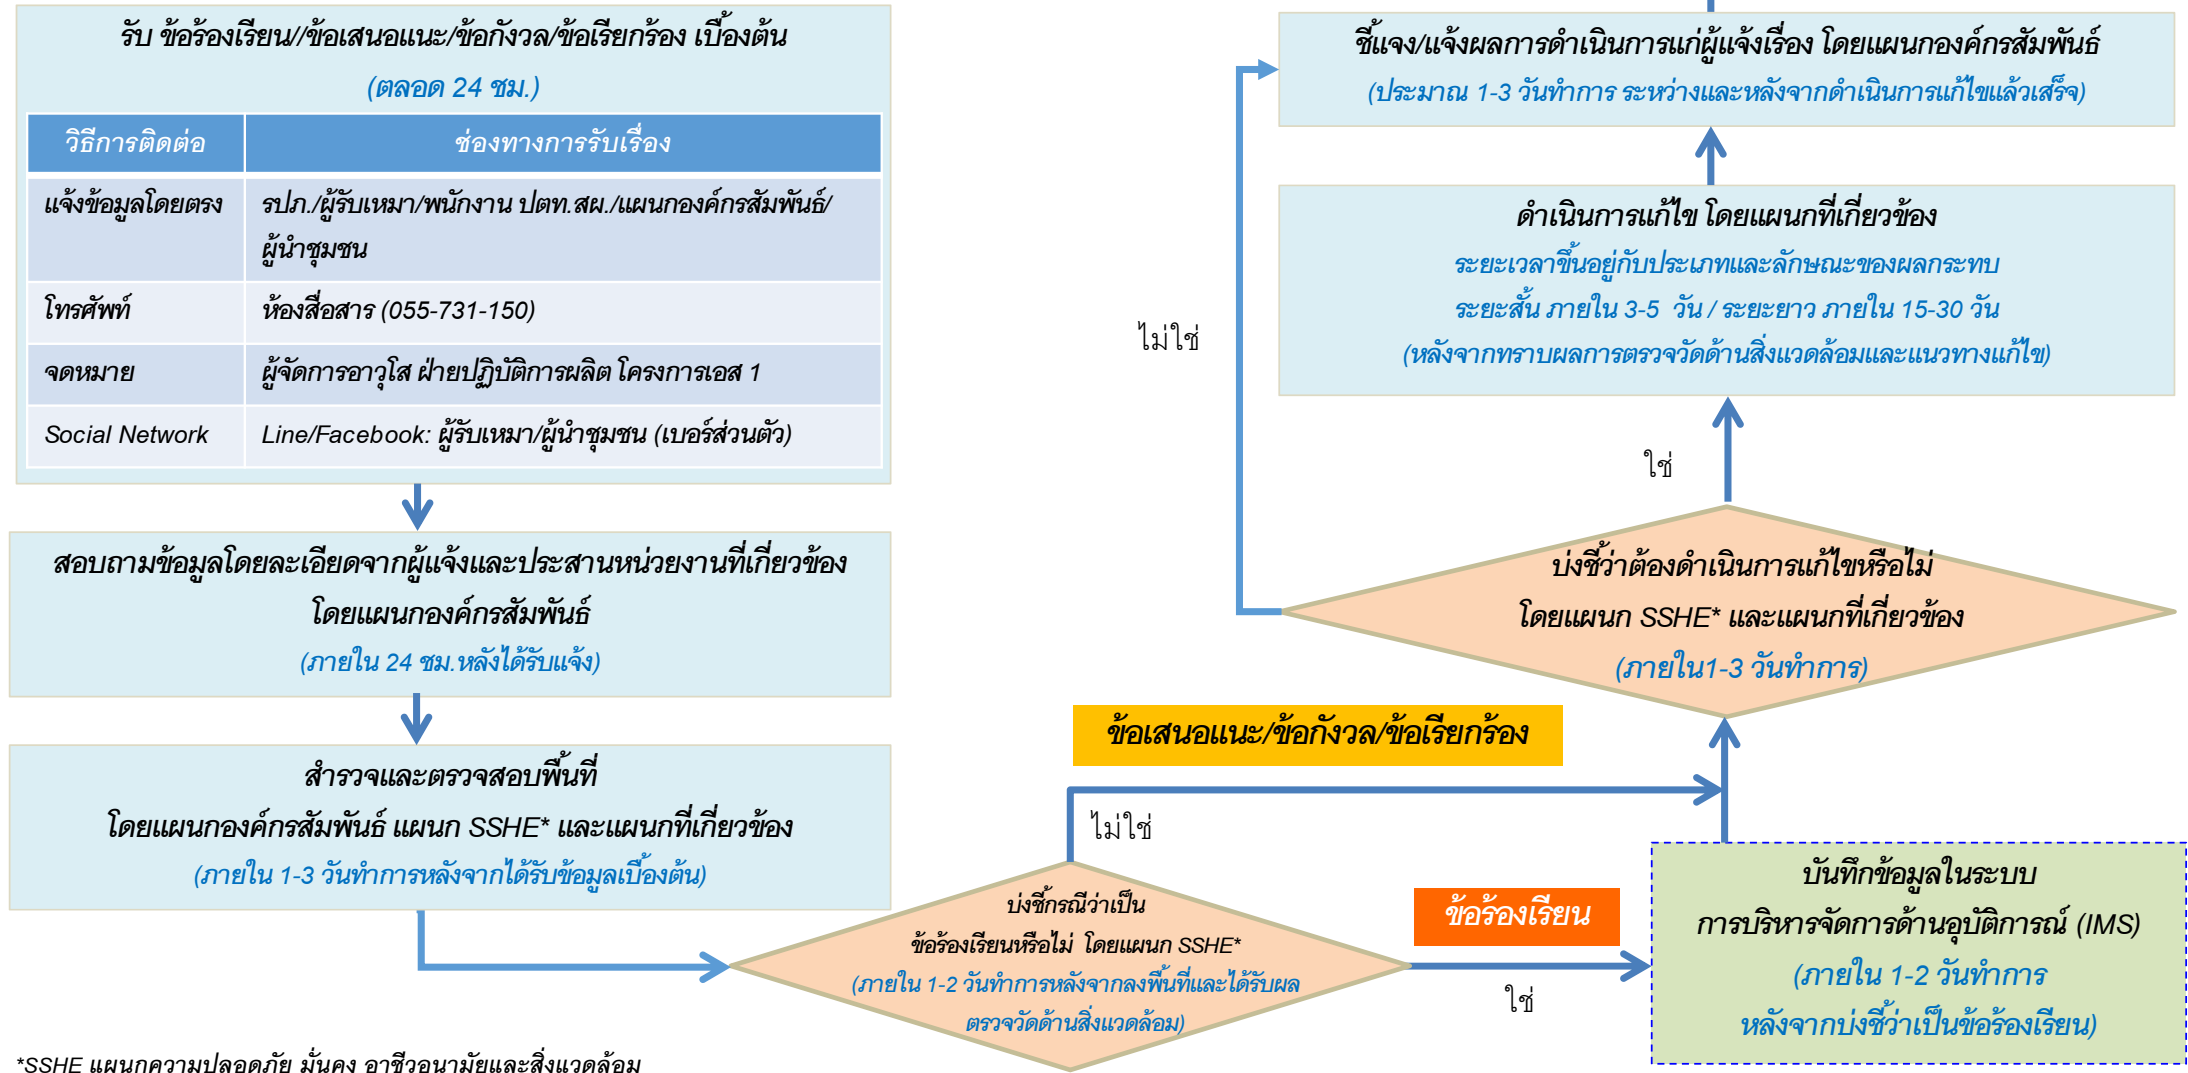 รับ ข้อร้องเรียน//ข้อเสนอแนะ/ข้อกังวล/ข้อเรียกร้อง เบื้องต้น
(ตลอด 24 ชม.)
วิธีการติดต่อ ช่องทางการรับเรื่อง
แจ้งข้อมูลโดยตรง รปภ./ผู้รับเหมา/พนักงาน ปตท.สผ./แผนกองค์กรสัมพันธ์/
ผู้นำชุมชน
โทรศัพท์ ห้องสื่อสาร (055-731-150)
จดหมาย ผู้จัดการอาวุโส ฝ่ายปฏิบัติการผลิต โครงการเอส 1
Social Network Line/Facebook: ผู้รับเหมา/ผู้นำชุมชน (เบอร์ส่วนตัว)
สอบถามข้อมูลโดยละเอียดจากผู้แจ้งและประสานหน่วยงานที่เกี่ยวข้อง
โดยแผนกองค์กรสัมพันธ์
(ภายใน 24 ชม.หลังได้รับแจ้ง)
สำรวจและตรวจสอบพื้นที่
โดยแผนกองค์กรสัมพันธ์ แผนก SSHE* และแผนกที่เกี่ยวข้อง
(ภายใน 1-3 วันทำการหลังจากได้รับข้อมูลเบื้องต้น)
บ่งชี้กรณีว่าเป็น
ข้อร้องเรียนหรือไม่ โดยแผนก SSHE*
(ภายใน 1-2 วันทำการหลังจากลงพื้นที่และได้รับผล
ตรวจวัดด้านสิ่งแวดล้อม)
ไม่ใช่
ข้อเสนอแนะ/ข้อกังวล/ข้อเรียกร้อง
ข้อร้องเรียน
ใช่
บันทึกข้อมูลในระบบ
การบริหารจัดการด้านอุบัติการณ์ (IMS)
(ภายใน 1-2 วันทำการ
หลังจากบ่งชี้ว่าเป็นข้อร้องเรียน)
บ่งชี้ว่าต้องดำเนินการแก้ไขหรือไม่
โดยแผนก SSHE* และแผนกที่เกี่ยวข้อง
(ภายใน1-3 วันทำการ)
ใช่
ไม่ใช่
ดำเนินการแก้ไข โดยแผนกที่เกี่ยวข้อง
ระยะเวลาขึ้นอยู่กับประเภทและลักษณะของผลกระทบ
ระยะสั้น ภายใน 3-5 วัน / ระยะยาว ภายใน 15-30 วัน
(หลังจากทราบผลการตรวจวัดด้านสิ่งแวดล้อมและแนวทางแก้ไข)
ชี้แจง/แจ้งผลการดำเนินการแก่ผู้แจ้งเรื่อง โดยแผนกองค์กรสัมพันธ์
(ประมาณ 1-3 วันทำการ ระหว่างและหลังจากดำเนินการแก้ไขแล้วเสร็จ)
*SSHE แผนกความปลอดภัย มั่นคง อาชีวอนามัยและสิ่งแวดล้อม